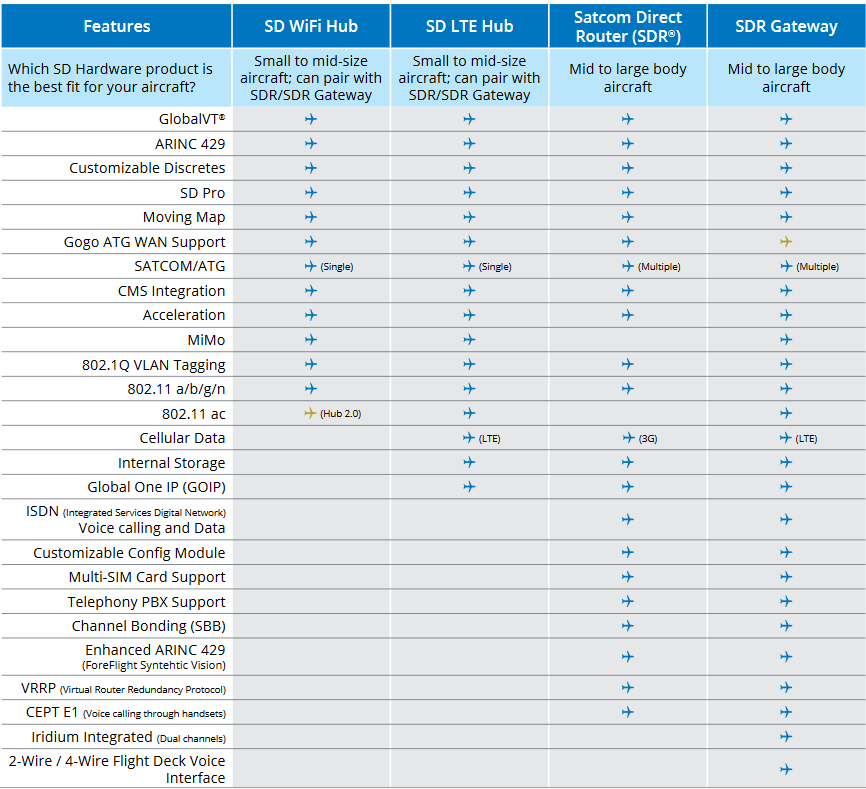 Features SD WiFi Hub SD LTE Hub Satcom Direct Router (SDR®) SDR Gateway
Which SD Hardware product is
the best fit for your aircraft?
Small to mid-size
aircraft; can pair with
SDR/SDR Gateway
Small to mid-size
aircraft; can pair with
SDR/SDR Gateway
Mid to large body
aircraft
Mid to large body
aircraft
GlobalVT®
ARINC 429
Customizable Discretes
SD Pro
Moving Map
Gogo ATG WAN Support
SATCOM/ATG (Single) (Single) (Multiple) (Multiple)
CMS Integration
Acceleration
MiMo
802.1Q VLAN Tagging
802.11 a/b/g/n
802.11 ac (Hub 2.0)
Cellular Data (LTE) (3G) (LTE)
Internal Storage
Global One IP (GOIP)
ISDN (Integrated Services Digital Network)
Voice calling and Data
Customizable Config Module
Multi-SIM Card Support
Telephony PBX Support
Channel Bonding (SBB)
Enhanced ARINC 429
(ForeFlight Syntehtic Vision)
VRRP (Virtual Router Redundancy Protocol)
CEPT E1 (Voice calling through handsets)
Iridium Integrated (Dual channels)
2-Wire / 4-Wire Flight Deck Voice
Interface